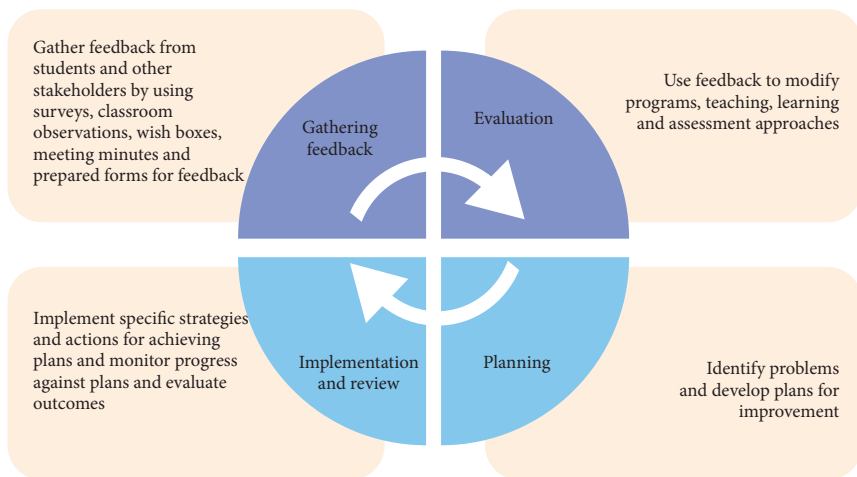 Gather feedback from
students and other
stakeholders by using
surveys, classroom
observations, wish boxes,
meeting minutes and
prepared forms for feedback
Gathering
feedback
Evaluation
Use feedback to modify
programs, teaching, learning
and assessment approaches
Implement specific strategies
and actions for achieving
plans and monitor progress
against plans and evaluate
outcomes
Implementation
and review
Planning
Identify problems
and develop plans for
improvement